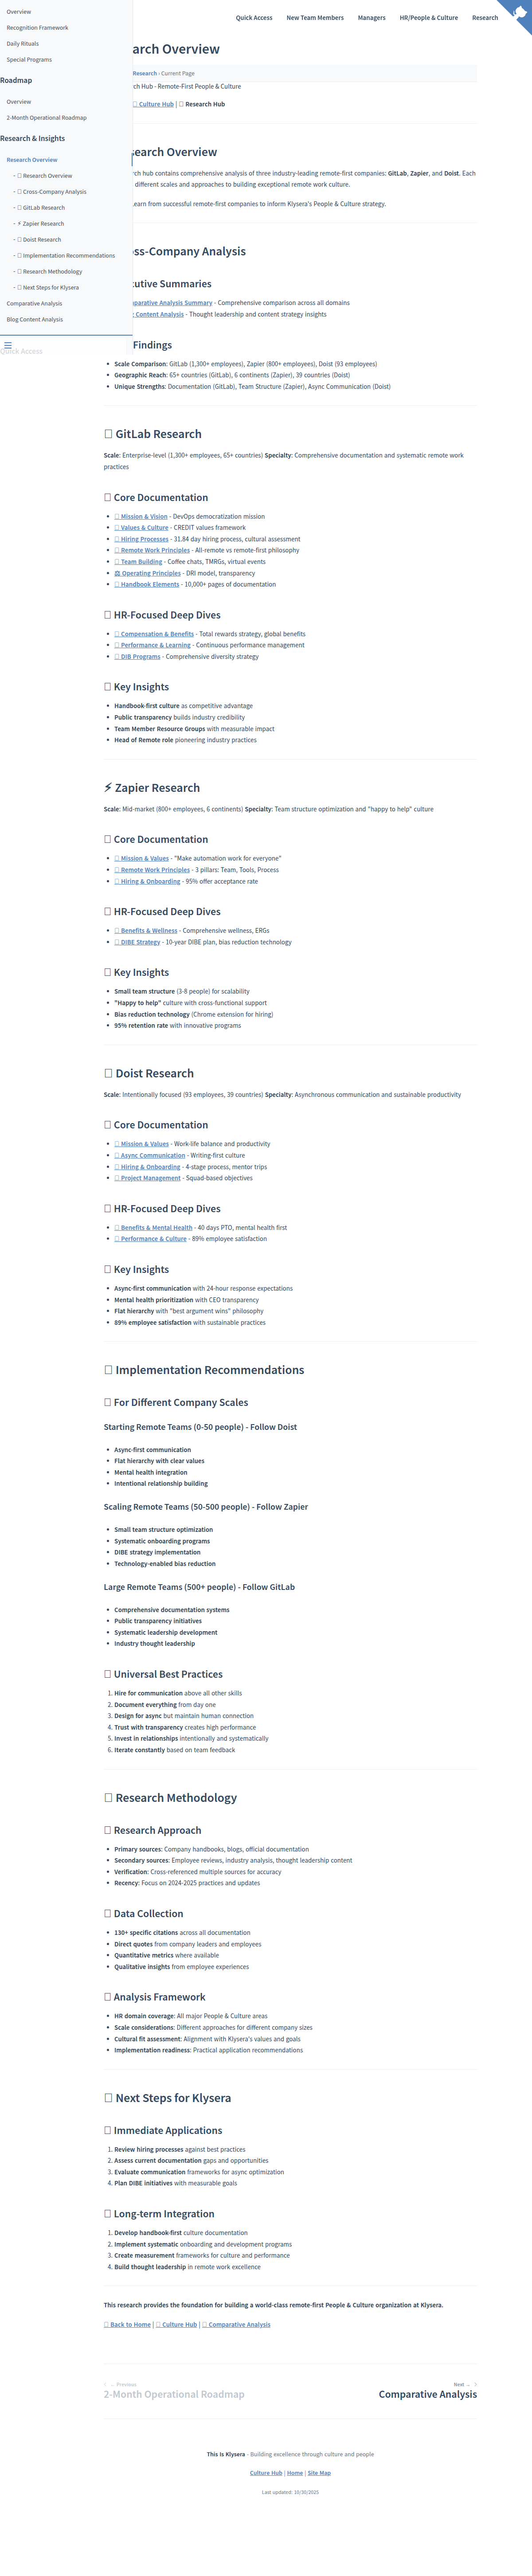 Quick Access New Team Members Managers HR/People & Culture Research
Overview
Recognition Framework
Daily Rituals
Special Programs
Roadmap
Overview
2-Month Operational Roadmap
Research & Insights
Research Overview
- Research Overview
- Cross-Company Analysis
- GitLab Research
- ⚡ Zapier Research
- Doist Research
- Implementation Recommendations
- Research Methodology
- Next Steps for Klysera
Comparative Analysis
Blog Content Analysis
Quick Access
Overview
Research › Current Page
Hub - Remote-First People & Culture
Culture Hub | Research Hub
Overview
hub contains comprehensive analysis of three industry-leading remote-first companies: GitLab, Zapier, and Doist. Each
different scales and approaches to building exceptional remote work culture.
Learn from successful remote-first companies to inform Klysera's People & Culture strategy.
Analysis
Summaries
Analysis Summary - Comprehensive comparison across all domains
Content Analysis - Thought leadership and content strategy insights
Findings
• Scale Comparison: GitLab (1,300+ employees), Zapier (800+ employees), Doist (93 employees)
• Geographic Reach: 65+ countries (GitLab), 6 continents (Zapier), 39 countries (Doist)
• Unique Strengths: Documentation (GitLab), Team Structure (Zapier), Async Communication (Doist)
GitLab Research
Scale: Enterprise-level (1,300+ employees, 65+ countries) Specialty: Comprehensive documentation and systematic remote work
practices
Core Documentation
• Mission & Vision - DevOps democratization mission
• Values & Culture - CREDIT values framework
• Hiring Processes - 31.84 day hiring process, cultural assessment
• Remote Work Principles - All-remote vs remote-first philosophy
• Team Building - Coffee chats, TMRGs, virtual events
• ⚖ Operating Principles - DRI model, transparency
• Handbook Elements - 10,000+ pages of documentation
HR-Focused Deep Dives
• Compensation & Benefits - Total rewards strategy, global benefits
• Performance & Learning - Continuous performance management
• DIB Programs - Comprehensive diversity strategy
Key Insights
• Handbook-first culture as competitive advantage
• Public transparency builds industry credibility
• Team Member Resource Groups with measurable impact
• Head of Remote role pioneering industry practices
⚡ Zapier Research
Scale: Mid-market (800+ employees, 6 continents) Specialty: Team structure optimization and "happy to help" culture
Core Documentation
• Mission & Values - "Make automation work for everyone"
• Remote Work Principles - 3 pillars: Team, Tools, Process
• Hiring & Onboarding - 95% offer acceptance rate
HR-Focused Deep Dives
• Benefits & Wellness - Comprehensive wellness, ERGs
• DIBE Strategy - 10-year DIBE plan, bias reduction technology
Key Insights
• Small team structure (3-8 people) for scalability
• "Happy to help" culture with cross-functional support
• Bias reduction technology (Chrome extension for hiring)
• 95% retention rate with innovative programs
Doist Research
Scale: Intentionally focused (93 employees, 39 countries) Specialty: Asynchronous communication and sustainable productivity
Core Documentation
• Mission & Values - Work-life balance and productivity
• Async Communication - Writing-first culture
• Hiring & Onboarding - 4-stage process, mentor trips
• Project Management - Squad-based objectives
HR-Focused Deep Dives
• Benefits & Mental Health - 40 days PTO, mental health first
• Performance & Culture - 89% employee satisfaction
Key Insights
• Async-first communication with 24-hour response expectations
• Mental health prioritization with CEO transparency
• Flat hierarchy with "best argument wins" philosophy
• 89% employee satisfaction with sustainable practices
Implementation Recommendations
For Different Company Scales
Starting Remote Teams (0-50 people) - Follow Doist
• Async-first communication
• Flat hierarchy with clear values
• Mental health integration
• Intentional relationship building
Scaling Remote Teams (50-500 people) - Follow Zapier
• Small team structure optimization
• Systematic onboarding programs
• DIBE strategy implementation
• Technology-enabled bias reduction
Large Remote Teams (500+ people) - Follow GitLab
• Comprehensive documentation systems
• Public transparency initiatives
• Systematic leadership development
• Industry thought leadership
Universal Best Practices
1. Hire for communication above all other skills
2. Document everything from day one
3. Design for async but maintain human connection
4. Trust with transparency creates high performance
5. Invest in relationships intentionally and systematically
6. Iterate constantly based on team feedback
Research Methodology
Research Approach
• Primary sources: Company handbooks, blogs, official documentation
• Secondary sources: Employee reviews, industry analysis, thought leadership content
• Verification: Cross-referenced multiple sources for accuracy
• Recency: Focus on 2024-2025 practices and updates
Data Collection
• 130+ specific citations across all documentation
• Direct quotes from company leaders and employees
• Quantitative metrics where available
• Qualitative insights from employee experiences
Analysis Framework
• HR domain coverage: All major People & Culture areas
• Scale considerations: Different approaches for different company sizes
• Cultural fit assessment: Alignment with Klysera's values and goals
• Implementation readiness: Practical application recommendations
Next Steps for Klysera
Immediate Applications
1. Review hiring processes against best practices
2. Assess current documentation gaps and opportunities
3. Evaluate communication frameworks for async optimization
4. Plan DIBE initiatives with measurable goals
Long-term Integration
1. Develop handbook-first culture documentation
2. Implement systematic onboarding and development programs
3. Create measurement frameworks for culture and performance
4. Build thought leadership in remote work excellence
This research provides the foundation for building a world-class remote-first People & Culture organization at Klysera.
Back to Home | Culture Hub | Comparative Analysis
← Previous
2-Month Operational Roadmap
Next →
Comparative Analysis
This Is Klysera - Building excellence through culture and people
Culture Hub | Home | Site Map
Last updated: 10/30/2025